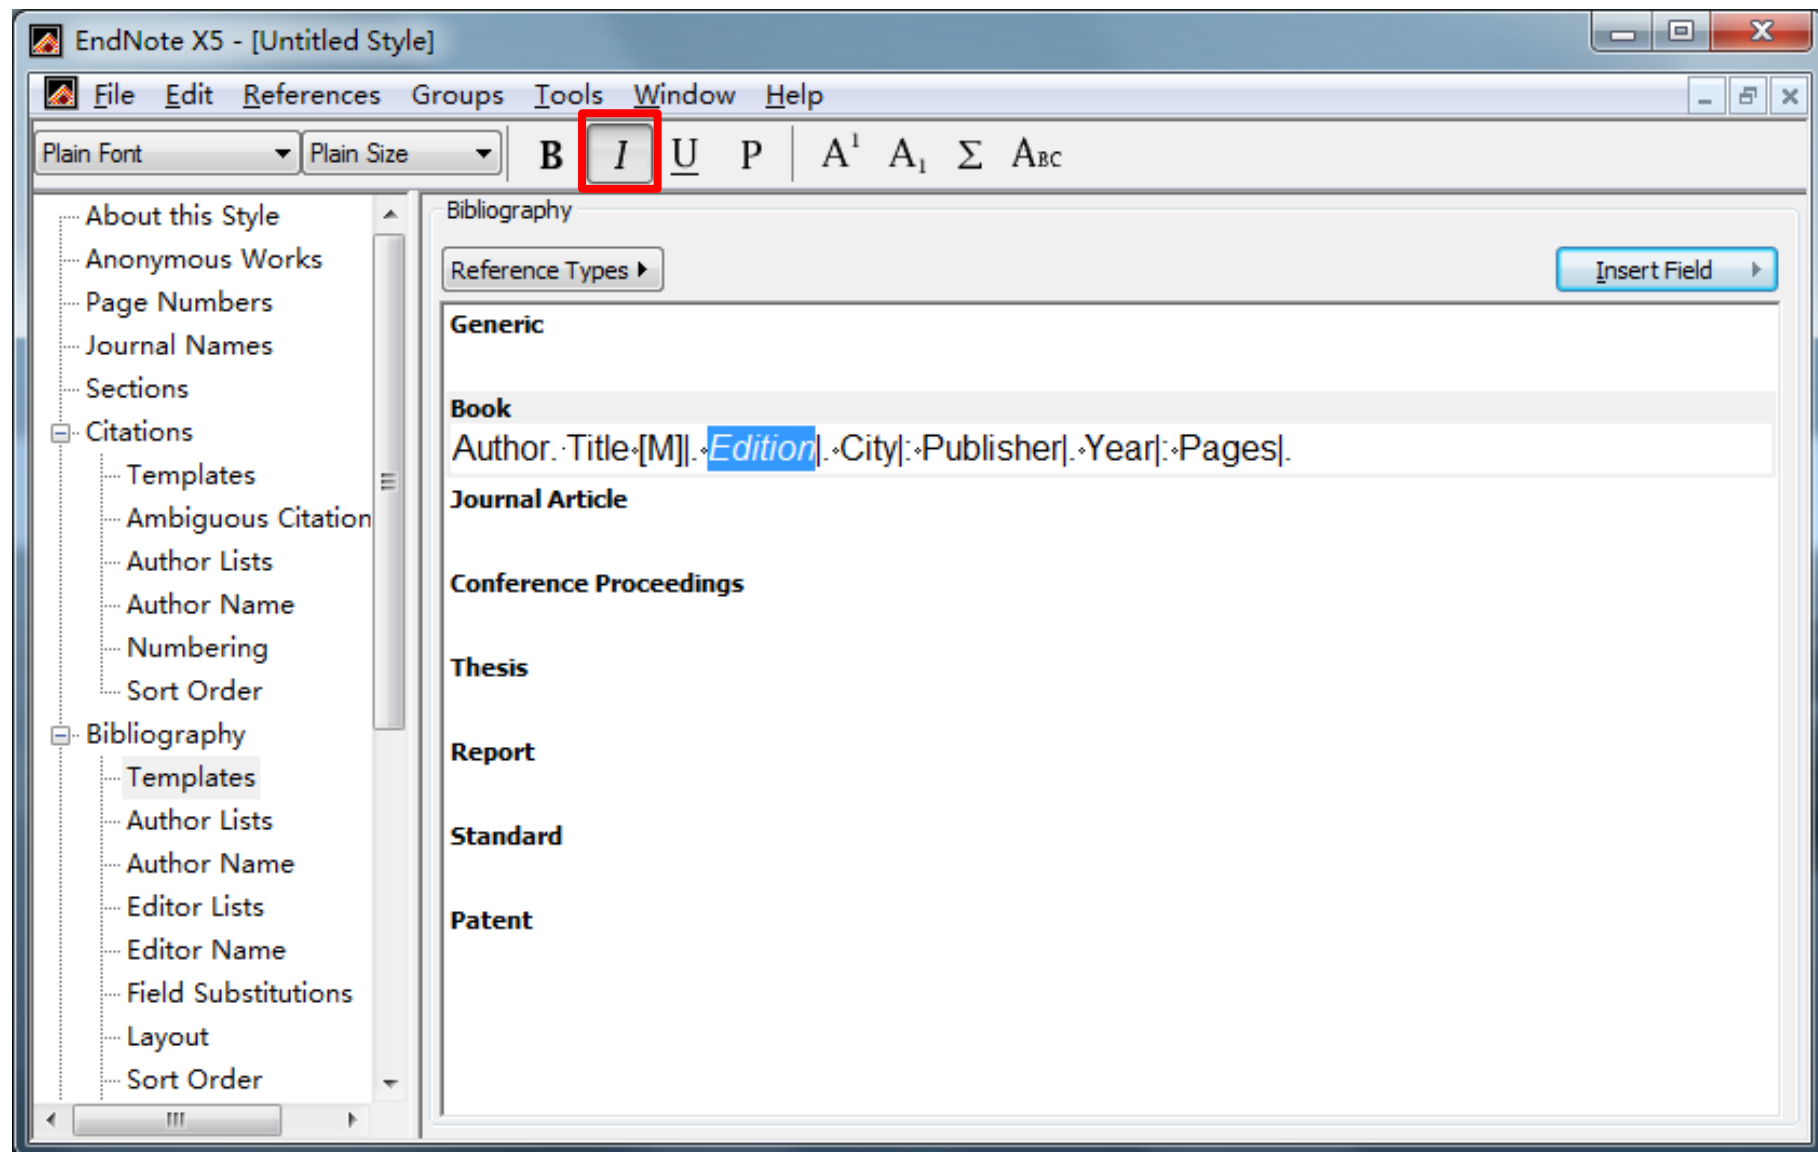 EndNote X5 - [Untitled Style]
File Edit References Groups Tools Window Help
Plain Font Plain Size B I U P A¹ A₁ Σ ABC
About this Style
Anonymous Works
Page Numbers
Journal Names
Sections
Citations
Templates
Ambiguous Citation
Author Lists
Author Name
Numbering
Sort Order
Bibliography
Templates
Author Lists
Author Name
Editor Lists
Editor Name
Field Substitutions
Layout
Sort Order
Bibliography
Reference Types Insert Field
Generic
Book
Author.·Title·[M]|.·Edition|.·City|:·Publisher|.·Year|:·Pages|.
Journal Article
Conference Proceedings
Thesis
Report
Standard
Patent